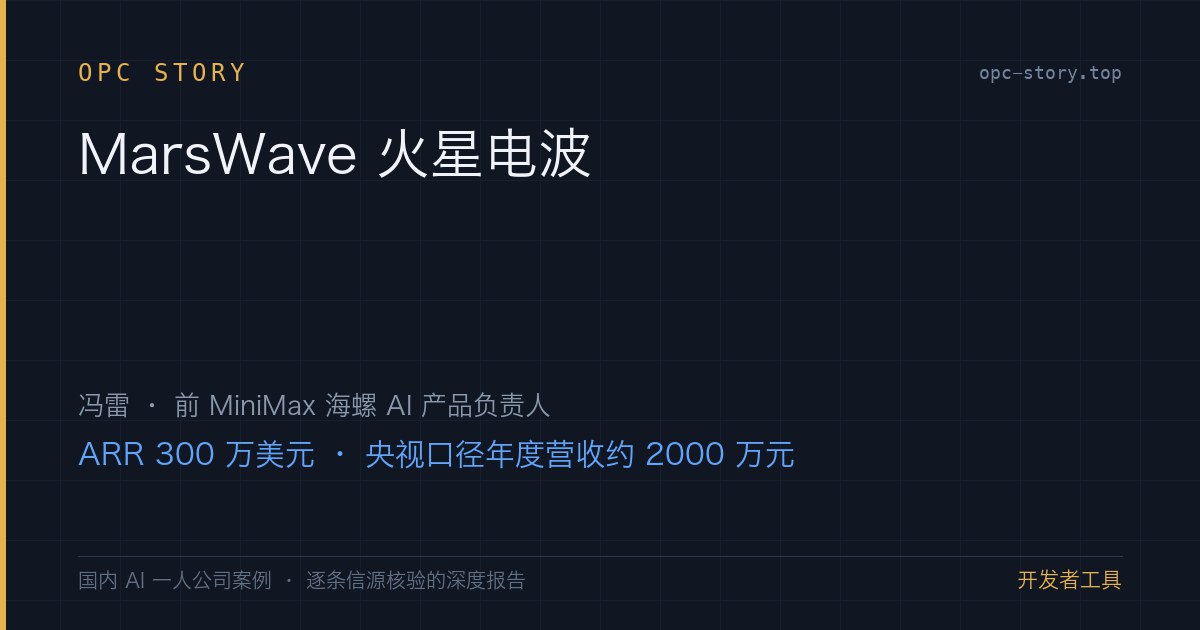 OPC STORY
opc-story.top
MarsWave 火星电波
冯雷 · 前 MiniMax 海螺 AI 产品负责人
ARR 300 万美元 · 央视口径年度营收约 2000 万元
国内 AI 一人公司案例 · 逐条信源核验的深度报告
开发者工具